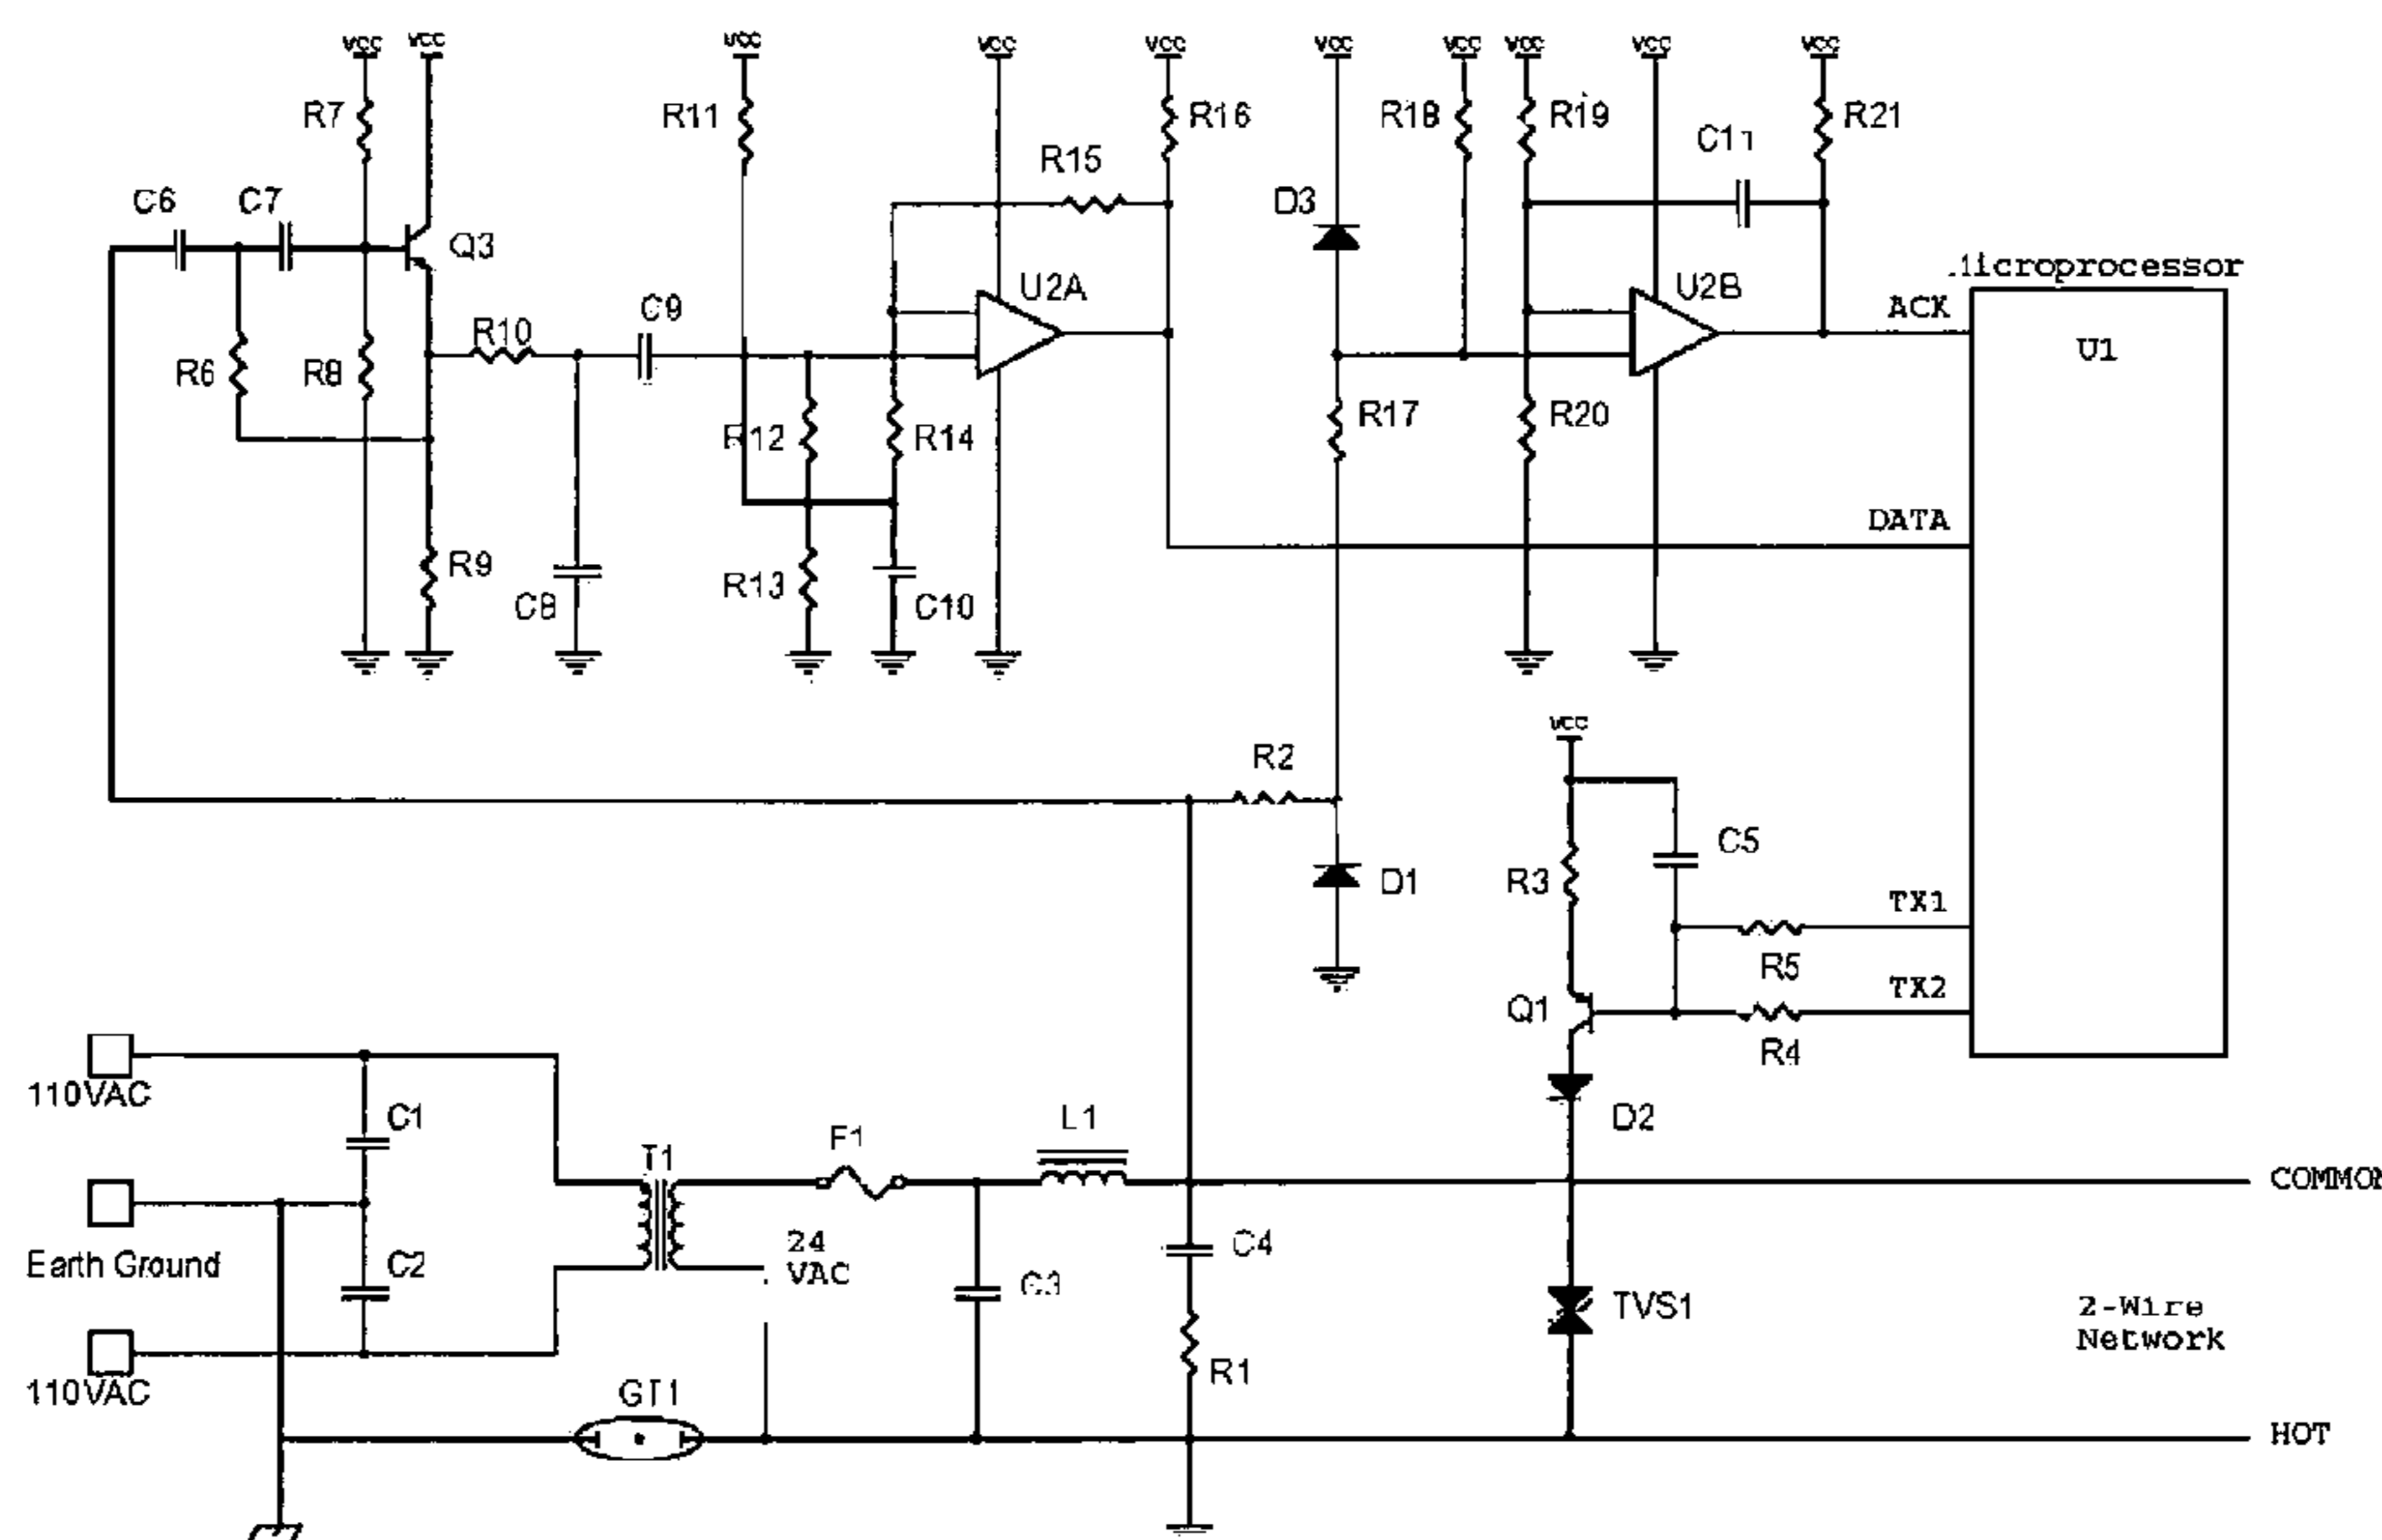 VCC VCC VCC VCC VCC VCC VCC VCC VCC VCC
R7 R11 R16 R18 R19 R21
C11
R15
C6 C7 D3
Q3
Microprocessor
U2A U2B
ACK
C9
R10
U1
R6 R8 R17 R20
R12 R14
DATA
R9
C8 R13 C10
VCC
R2
C5
R3 D1
TX1
R5
TX2
Q1
R4
110VAC
C1 L1 D2
F1
T1
COMMON
24
VAC
C4
Earth Ground C2
C3
TVS1
2-Wire
Network
R1
110VAC GT1
HOT